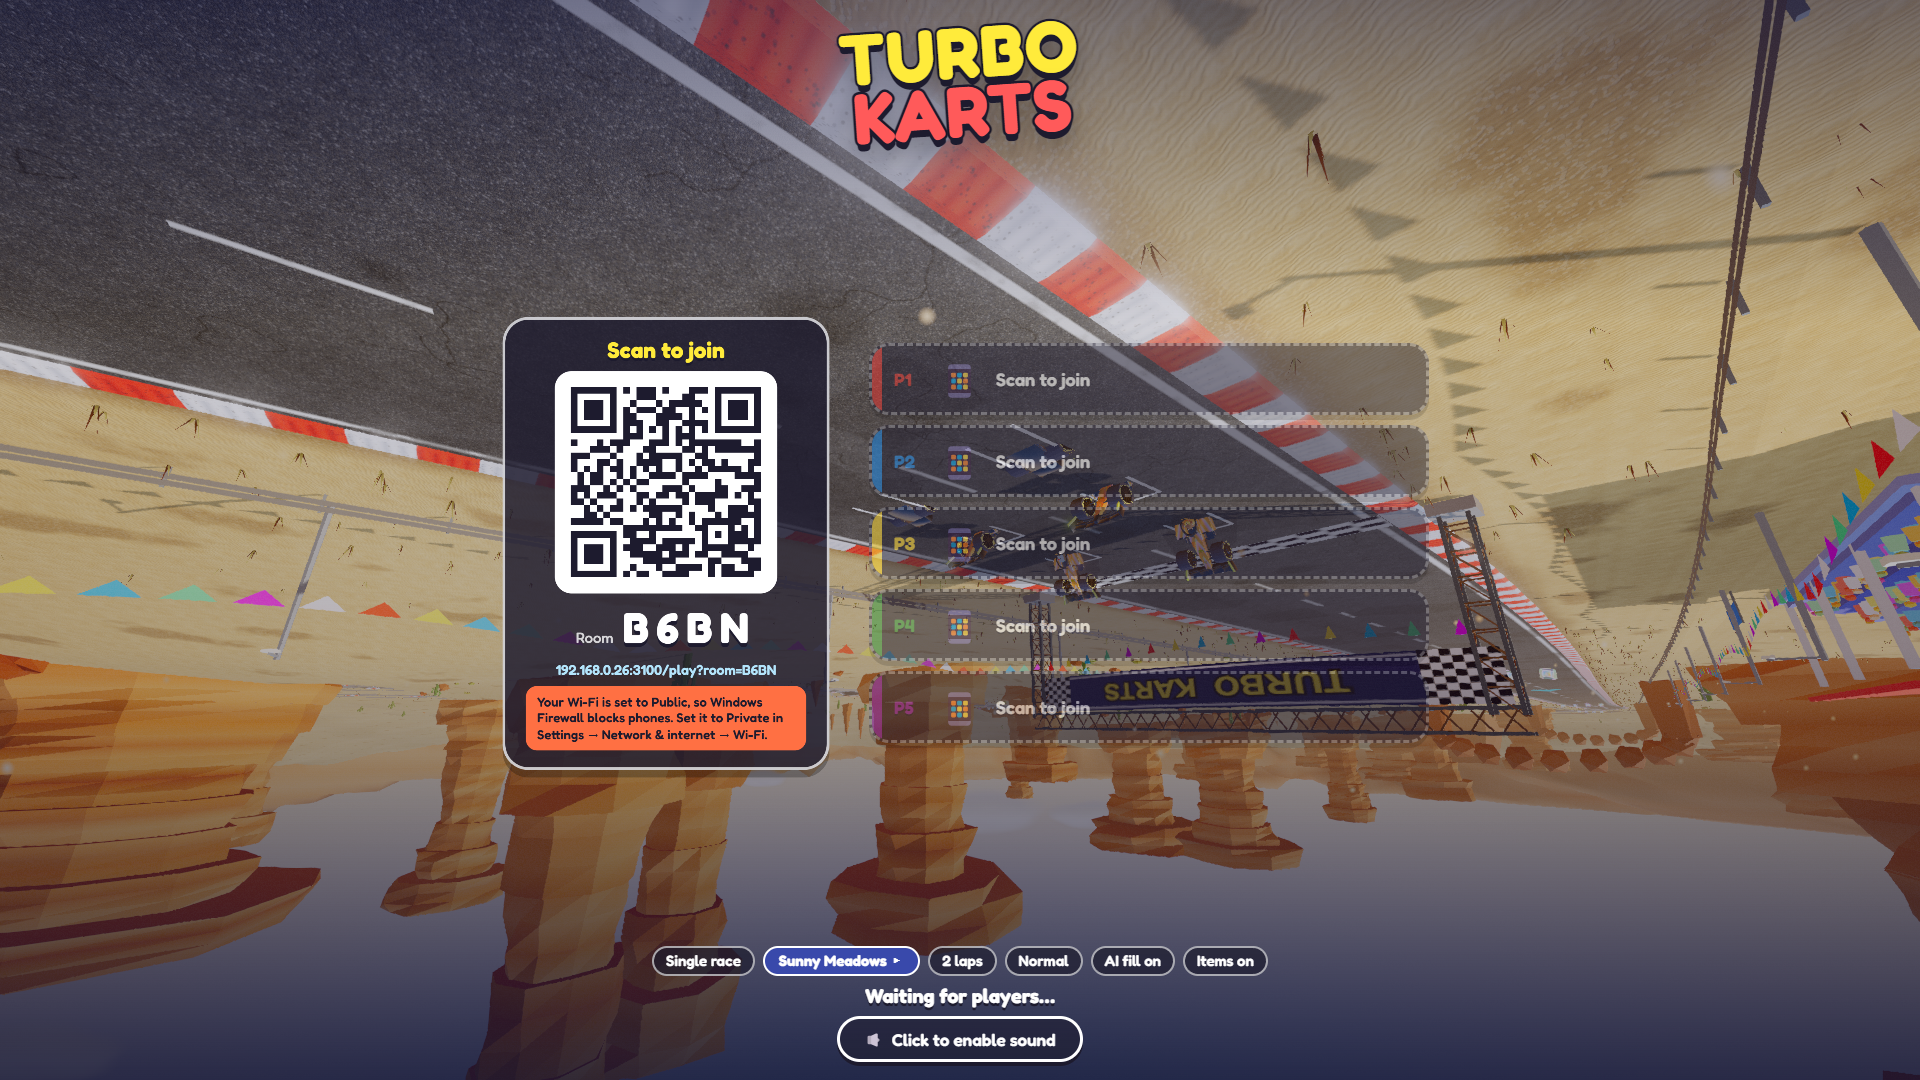 TURBO
KARTS
Scan to join
Room B6BN
192.168.0.26:3100/play?room=B6BN
Your Wi-Fi is set to Public, so Windows
Firewall blocks phones. Set it to Private in
Settings → Network & internet → Wi-Fi.
P1 Scan to join
P2 Scan to join
P3 Scan to join
P4 Scan to join
P5 Scan to join
TURBO KARTS
Single race
Sunny Meadows ▸
2 laps
Normal
AI fill on
Items on
Waiting for players...
Click to enable sound